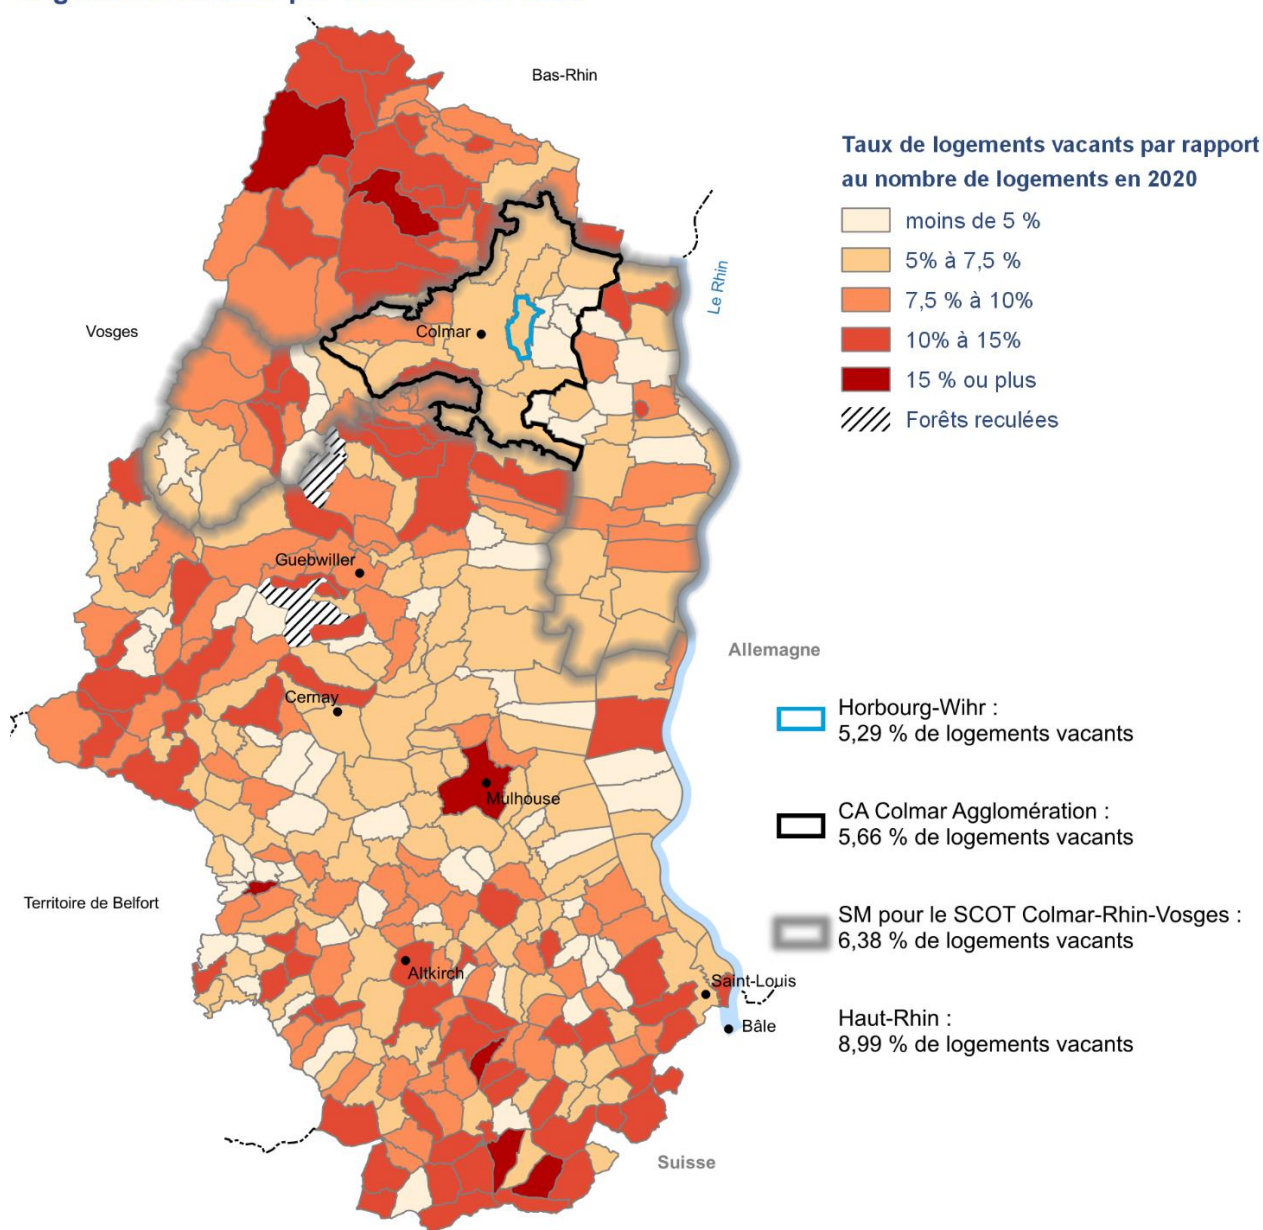 Bas-Rhin
Taux de logements vacants par rapport
au nombre de logements en 2020
moins de 5 %
5% à 7,5 %
7,5 % à 10%
10% à 15%
15 % ou plus
Forêts reculées
Le Rhin
Vosges
Colmar
Guebwiller
Allemagne
Cernay
Horbourg-Wihr :
5,29 % de logements vacants
Mulhouse
CA Colmar Agglomération :
5,66 % de logements vacants
Territoire de Belfort
SM pour le SCOT Colmar-Rhin-Vosges :
6,38 % de logements vacants
Altkirch
Saint-Louis
Bâle
Haut-Rhin :
8,99 % de logements vacants
Suisse